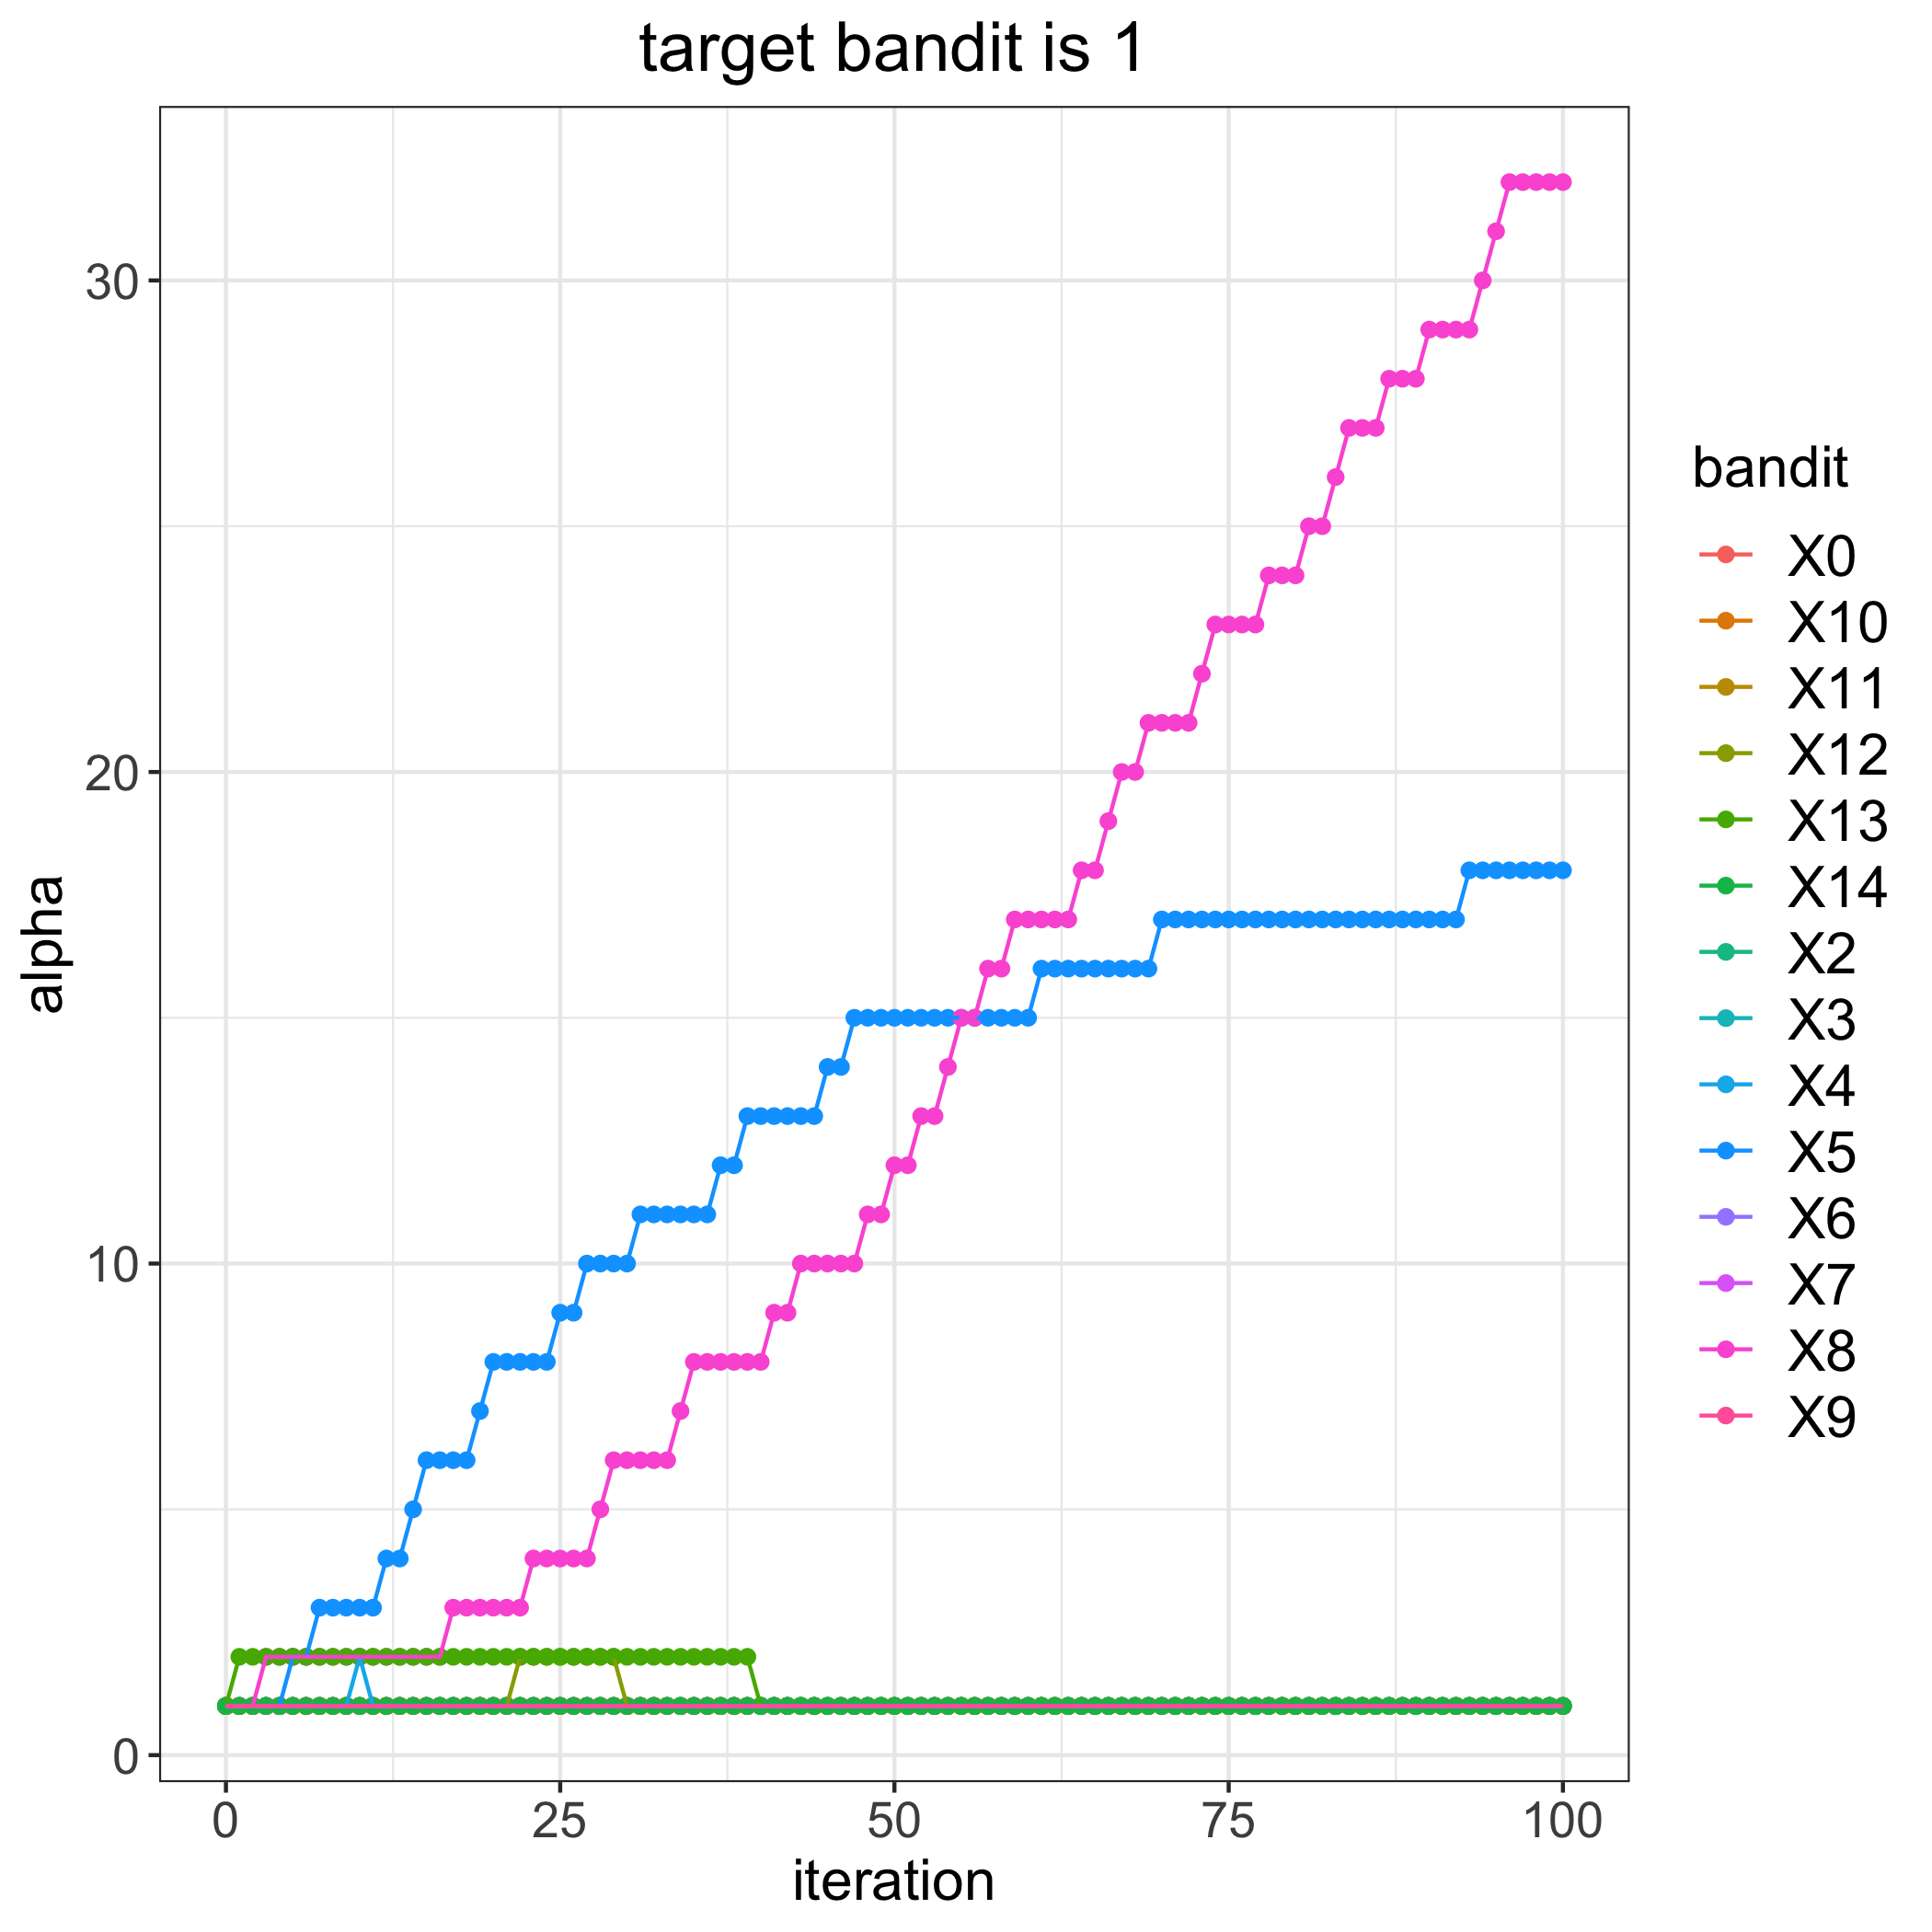 target bandit is 1
30
20
10
0
alpha
0 25 50 75 100
iteration
bandit
X0
X10
X11
X12
X13
X14
X2
X3
X4
X5
X6
X7
X8
X9